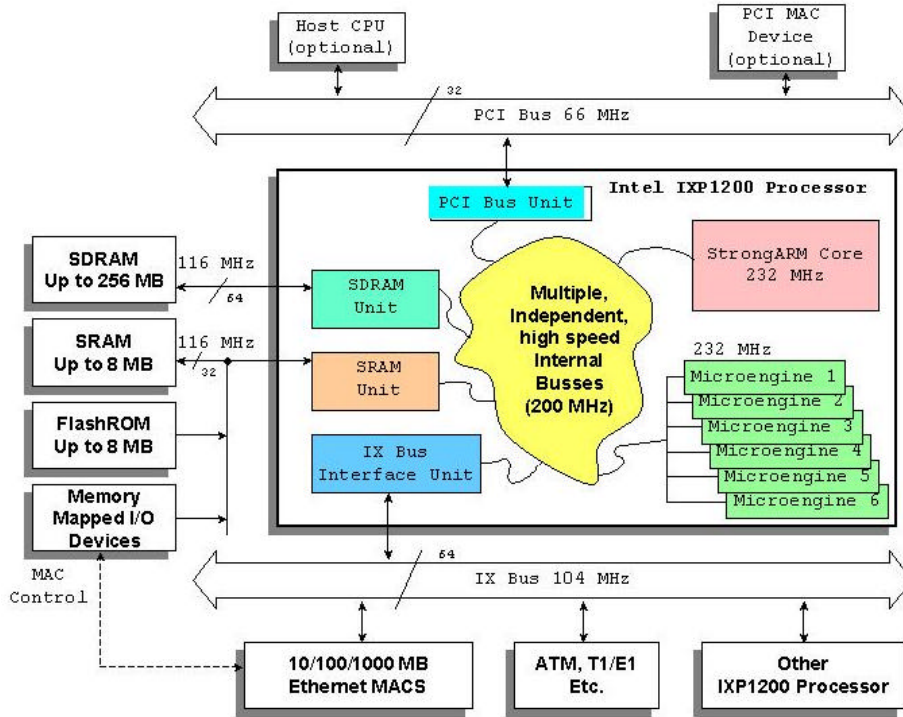 Host CPU
(optional)
PCI MAC
Device
(optional)
32
PCI Bus 66 MHz
Intel IXP1200 Processor
PCI Bus Unit
SDRAM
Up to 256 MB
116 MHz
64
SDRAM
Unit
StrongARM Core
232 MHz
Multiple,
Independent,
high speed
Internal
Busses
(200 MHz)
SRAM
Up to 8 MB
116 MHz
32
SRAM
Unit
232 MHz
Microengine 1
Microengine 2
Microengine 3
Microengine 4
Microengine 5
Microengine 6
FlashROM
Up to 8 MB
IX Bus
Interface Unit
Memory
Mapped I/O
Devices
MAC
Control
64
IX Bus 104 MHz
10/100/1000 MB
Ethernet MACS
ATM, T1/E1
Etc.
Other
IXP1200 Processor